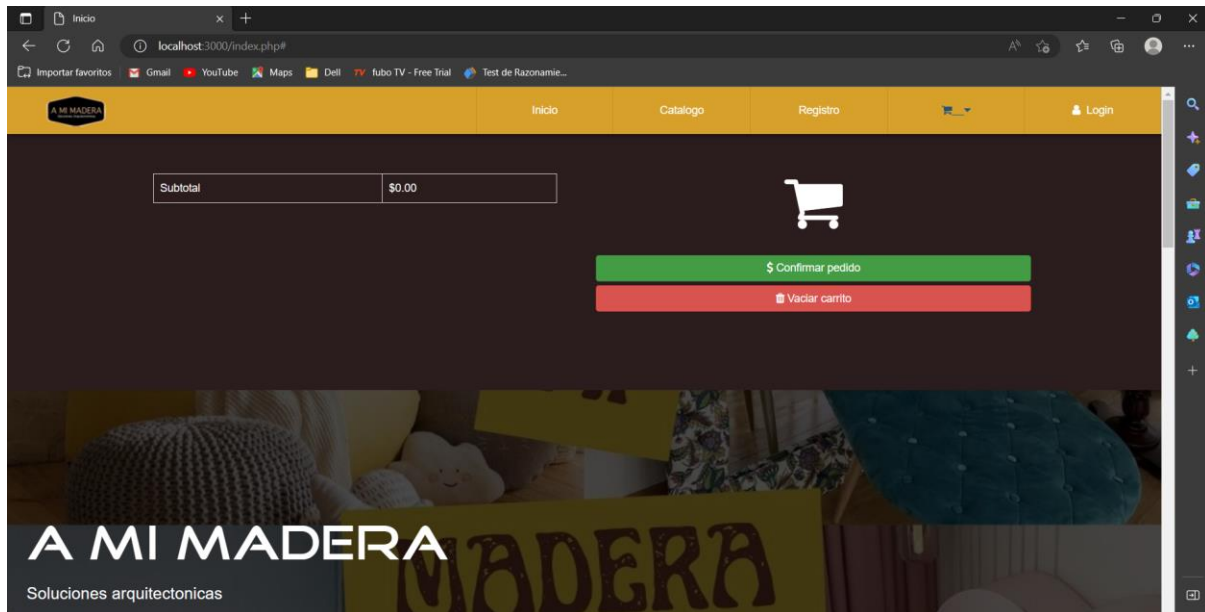 Inicio
localhost:3000/index.php#
Importar favoritos Gmail YouTube Maps Dell fubo TV - Free Trial Test de Razonamie...
A MI MADERA Inicio Catalogo Registro Login
Subtotal $0.00
$ Confirmar pedido
Vaciar carrito
MADERA
A MI MADERA
Soluciones arquitectonicas